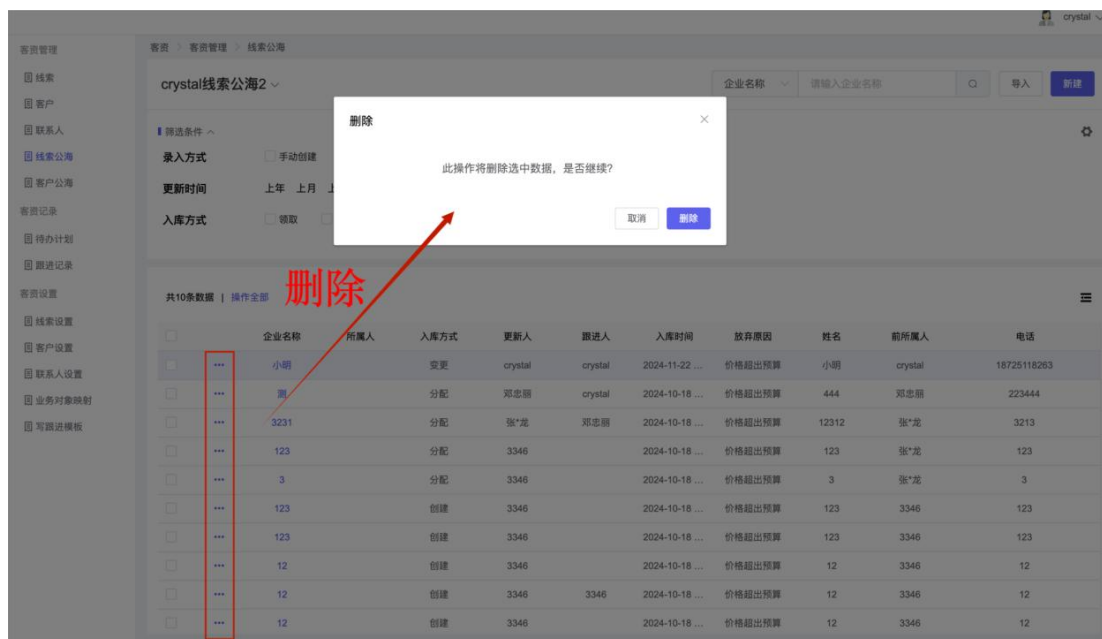 crystal
客资管理
线索
客户
联系人
线索公海
客户公海
客资记录
待办计划
跟进记录
客资设置
线索设置
客户设置
联系人设置
业务对象映射
写跟进模板
客资 客资管理 线索公海
crystal线索公海2
企业名称 请输入企业名称 导入 新建
筛选条件
录入方式 手动创建
更新时间 上年 上月
入库方式 领取
删除
此操作将删除选中数据，是否继续?
取消 删除
删除
共10条数据 | 操作全部
企业名称 所属人 入库方式 更新人 跟进人 入库时间 放弃原因 姓名 前所属人 电话
... 小明 变更 crystal crystal 2024-11-22 ... 价格超出预算 小明 crystal 18725118263
... 测 分配 邓忠丽 crystal 2024-10-18 ... 价格超出预算 444 邓忠丽 223444
... 3231 分配 张*龙 邓忠丽 2024-10-18 ... 价格超出预算 12312 张*龙 3213
... 123 分配 3346 2024-10-18 ... 价格超出预算 123 张*龙 123
... 3 分配 3346 2024-10-18 ... 价格超出预算 3 张*龙 3
... 123 创建 3346 2024-10-18 ... 价格超出预算 123 3346 123
... 123 创建 3346 2024-10-18 ... 价格超出预算 123 3346 123
... 12 创建 3346 2024-10-18 ... 价格超出预算 12 3346 12
... 12 创建 3346 3346 2024-10-18 ... 价格超出预算 12 3346 12
... 12 创建 3346 2024-10-18 ... 价格超出预算 12 3346 12